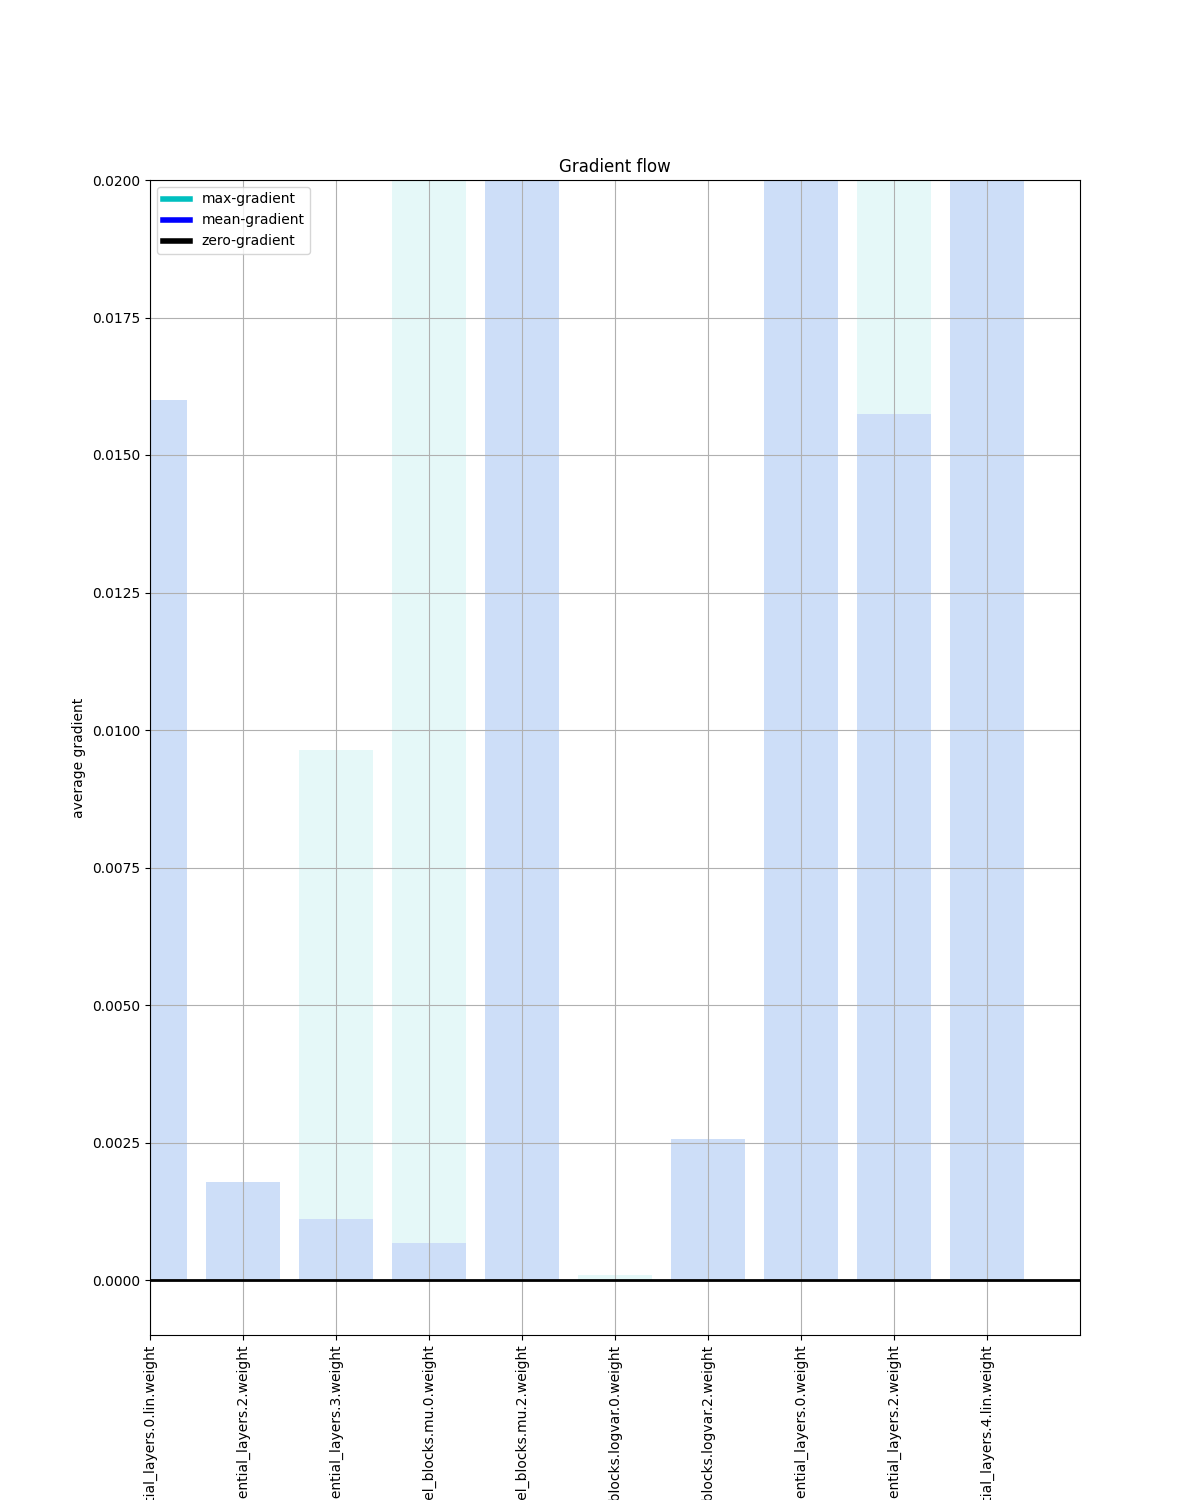 Gradient flow
max-gradient
mean-gradient
zero-gradient
0.0200
0.0175
0.0150
0.0125
0.0100
0.0075
0.0050
0.0025
0.0000
average gradient
tial_layers.0.lin.weight
ential_layers.2.weight
ential_layers.3.weight
el_blocks.mu.0.weight
el_blocks.mu.2.weight
blocks.logvar.0.weight
blocks.logvar.2.weight
ential_layers.0.weight
ential_layers.2.weight
tial_layers.4.lin.weight